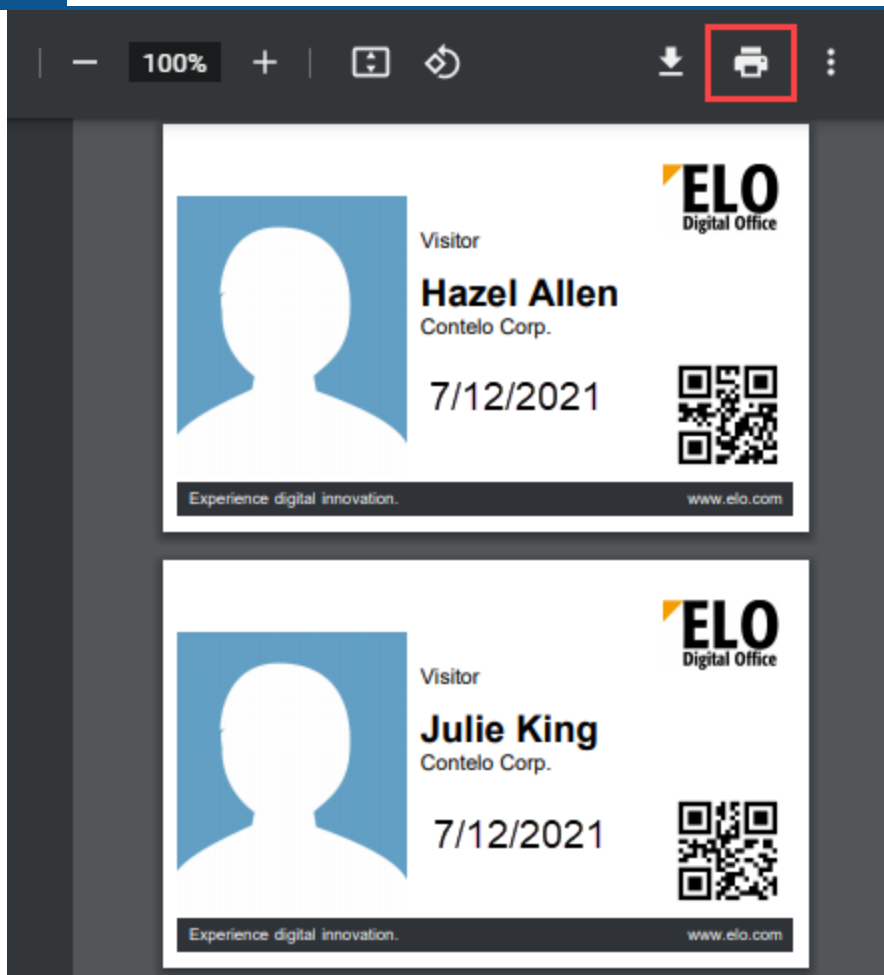 100%
ELO
Digital Office
Visitor
Hazel Allen
Contelo Corp.
7/12/2021
Experience digital innovation. www.elo.com
ELO
Digital Office
Visitor
Julie King
Contelo Corp.
7/12/2021
Experience digital innovation. www.elo.com